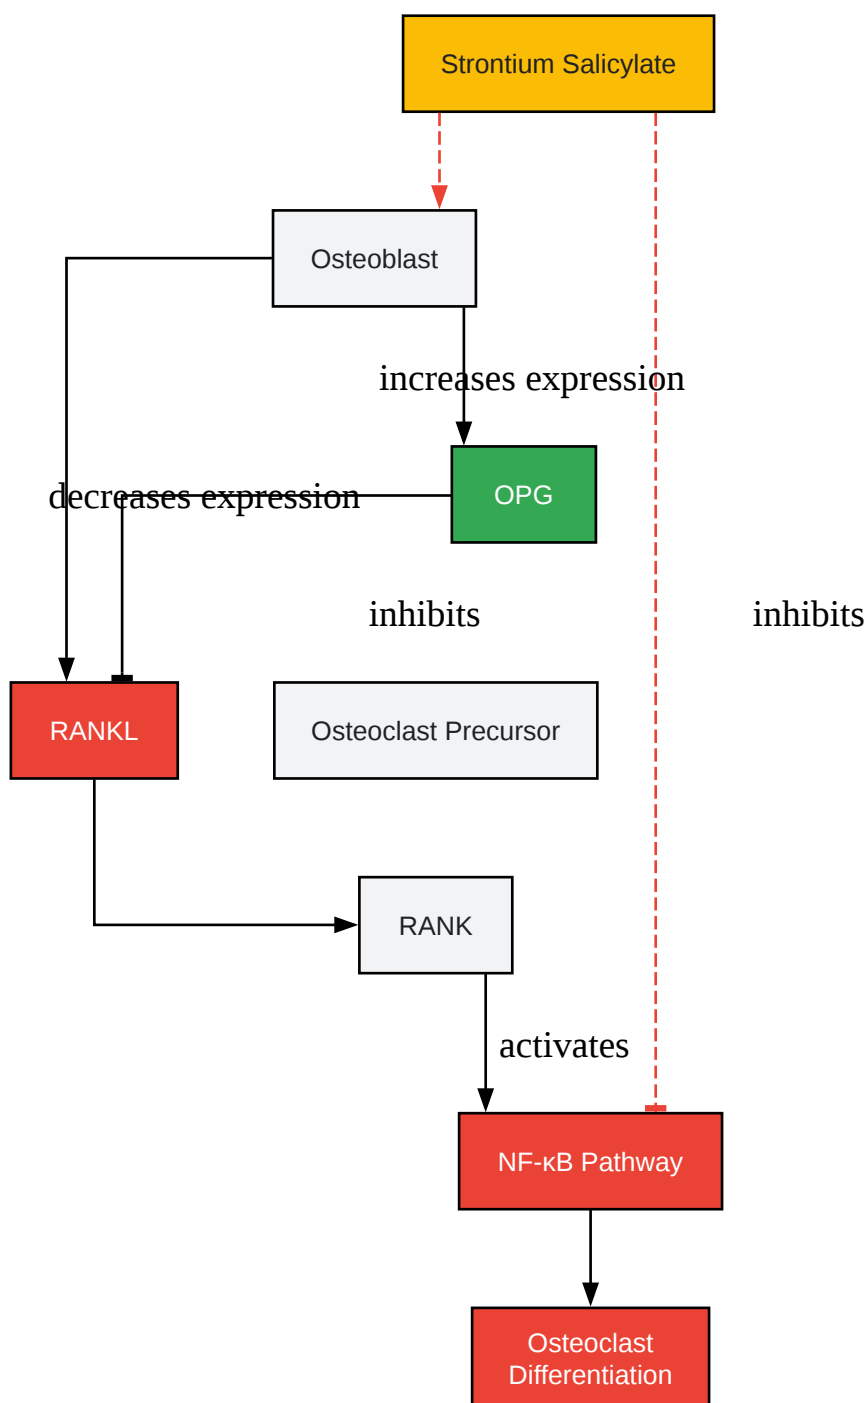 Strontium Salicylate
Osteoblast
increases expression
OPG
decreases expression
inhibits
inhibits
RANKL
Osteoclast Precursor
RANK
activates
NF-κB Pathway
Osteoclast
Differentiation